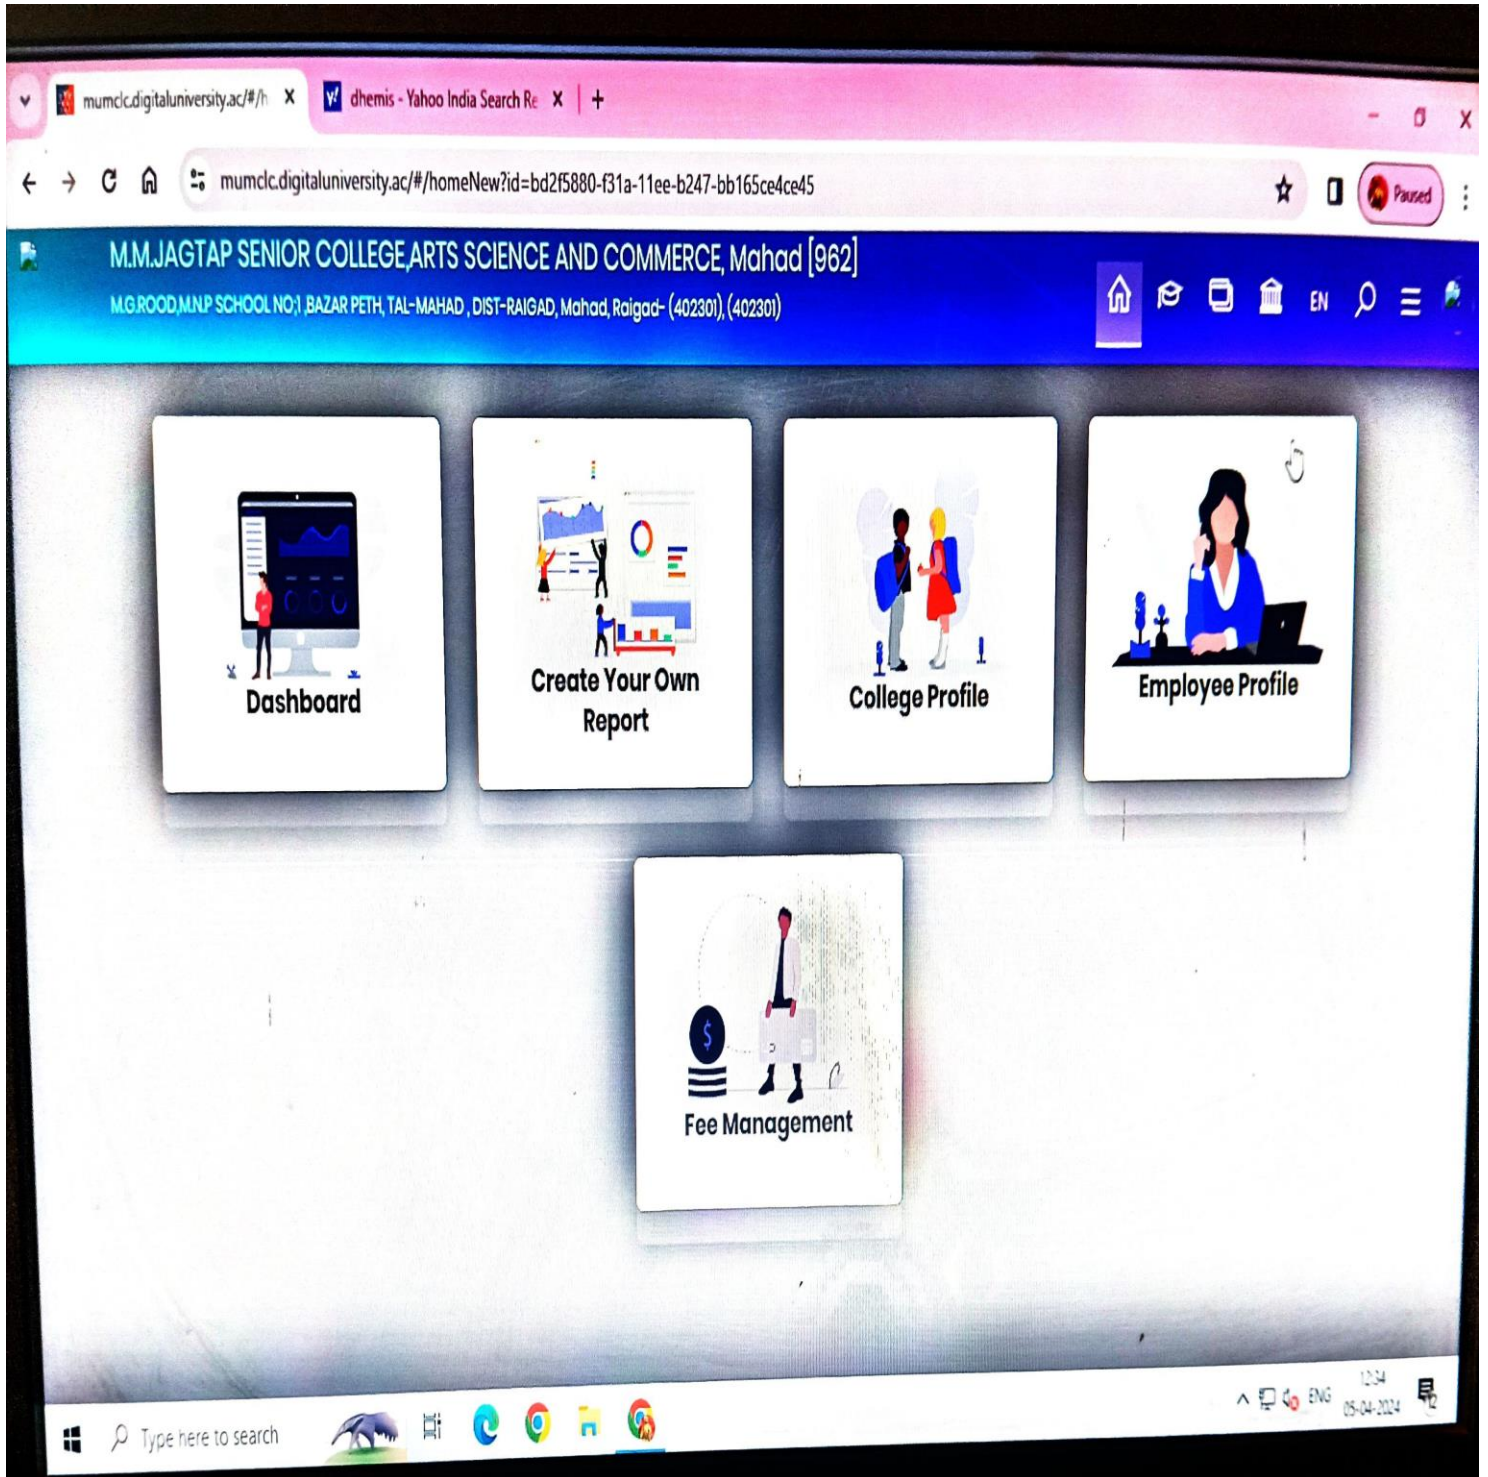 mumclc.digitaluniversity.ac/#/h
dhemis - Yahoo India Search Re
mumclc.digitaluniversity.ac/#/homeNew?id=bd2f5880-f31a-11ee-b247-bb165ce4ce45
Paused
M.M.JAGTAP SENIOR COLLEGE,ARTS SCIENCE AND COMMERCE, Mahad [962]
M.G.ROOD,M.N.P SCHOOL NO;1 ,BAZAR PETH, TAL-MAHAD , DIST-RAIGAD, Mahad, Raigad- (402301), (402301)
EN
Dashboard
Create Your Own
Report
College Profile
Employee Profile
$
Fee Management
Type here to search
ENG
12:34
05-04-2024
12